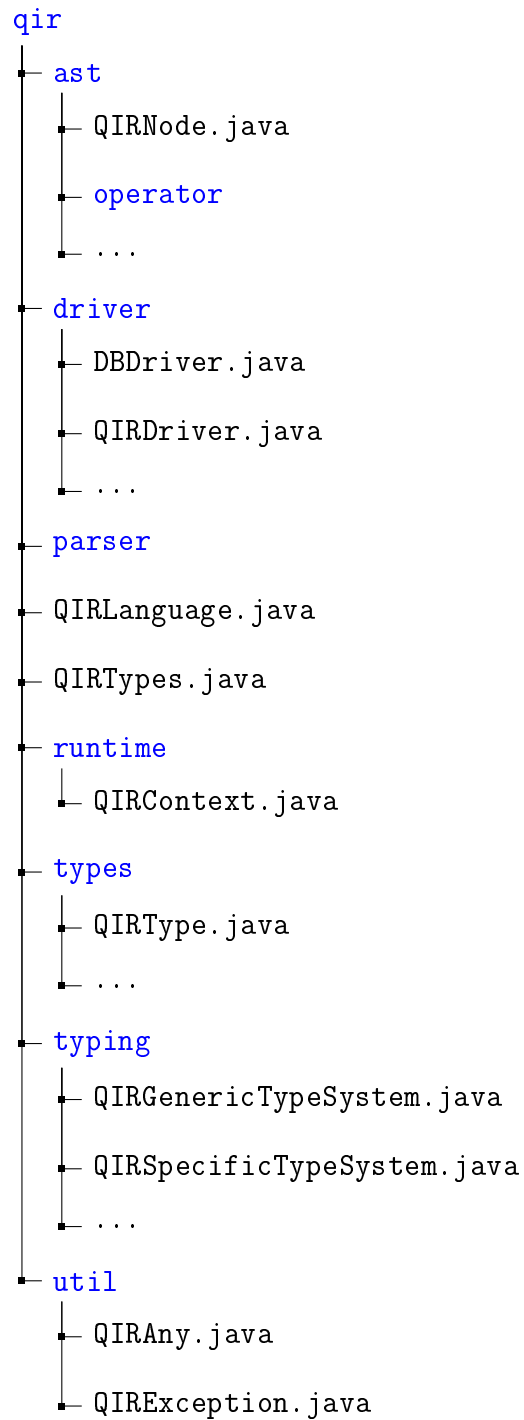 qir
ast
QIRNode.java
operator
...
driver
DBDriver.java
QIRDriver.java
...
parser
QIRLanguage.java
QIRTypes.java
runtime
QIRContext.java
types
QIRType.java
...
typing
QIRGenericTypeSystem.java
QIRSpecificTypeSystem.java
...
util
QIRAny.java
QIRException.java